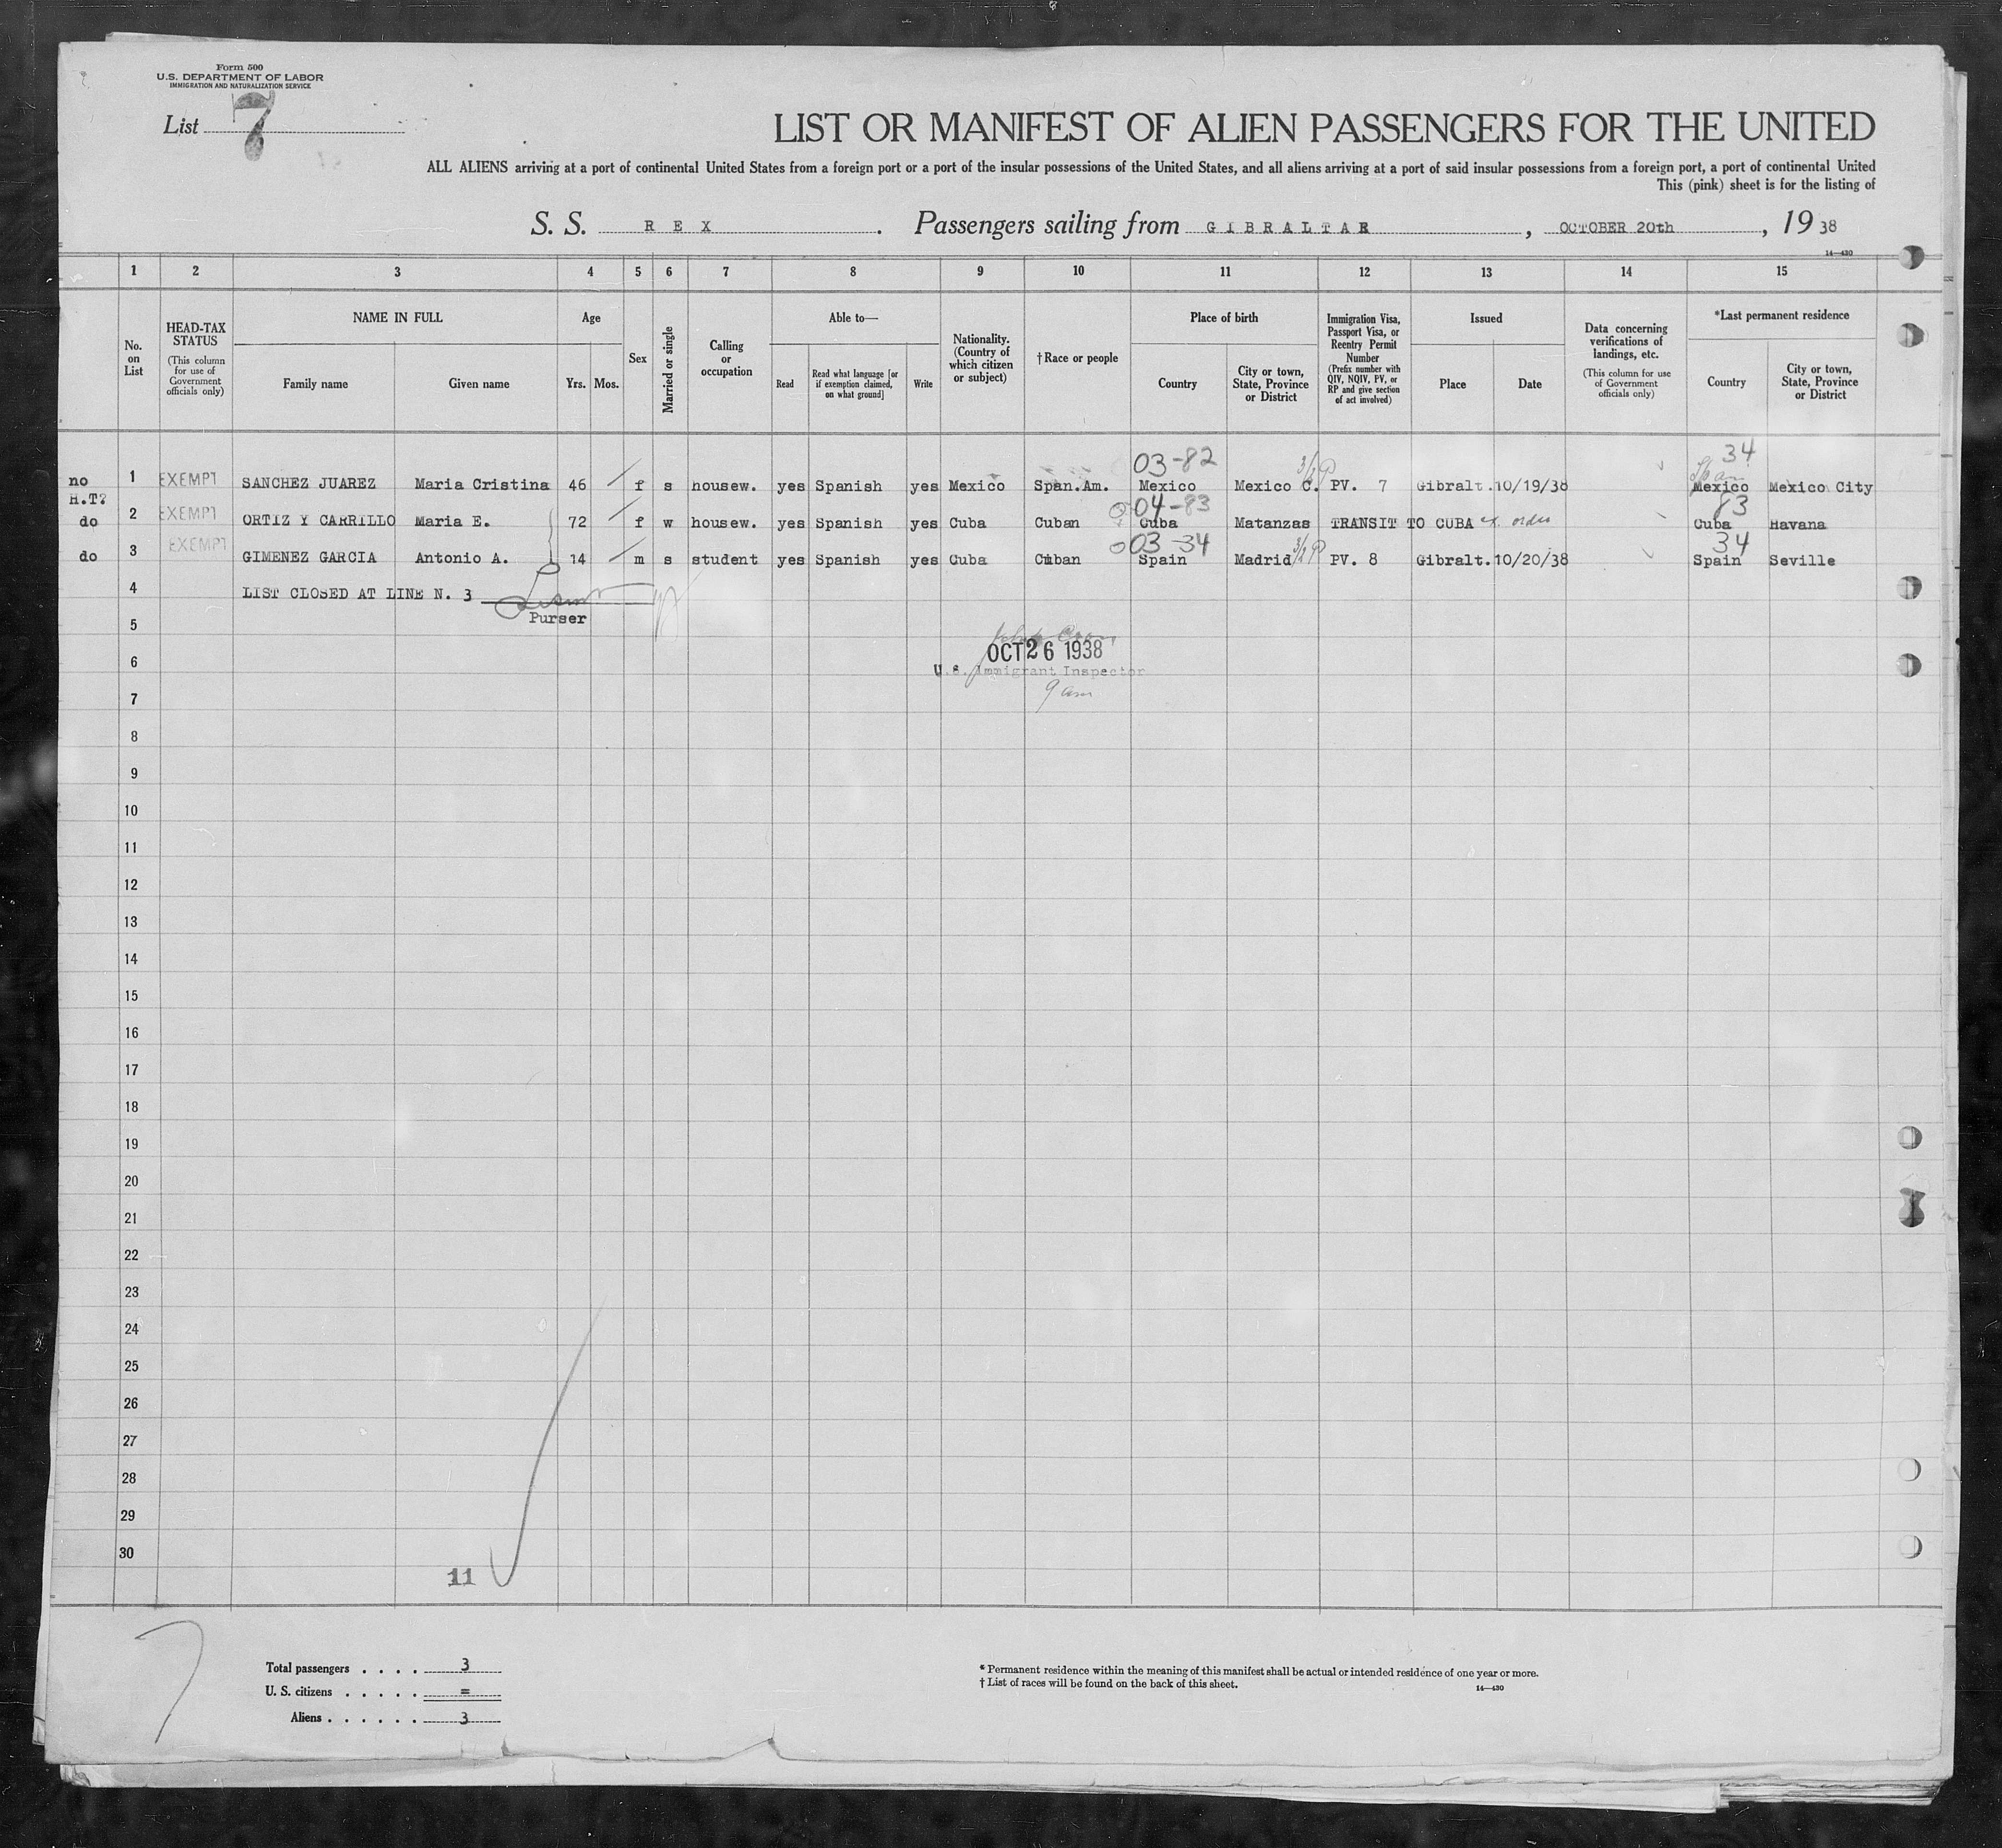 Form 500
U.S. DEPARTMENT OF LABOR
IMMIGRATION AND NATURALIZATION SERVICE
List 7
LIST OR MANIFEST OF ALIEN PASSENGERS FOR THE UNITED
ALL ALIENS arriving at a port of continental United States from a foreign port or a port of the insular possessions of the United States, and all aliens arriving at a port of said insular possessions from a foreign port, a port of continental United
This (pink) sheet is for the listing of
S. S. REX. Passengers sailing from GIBRALTAR, OCTOBER 20th, 1938
14-430
1 2 3 4 5 6 7 8 9 10 11 12 13 14 15
No. on List
HEAD-TAX STATUS
(This column for use of Government officials only)
NAME IN FULL
Family name
Given name
Age
Yrs. Mos.
Sex
Married or single
Calling or occupation
Able to—
Read
Read what language [or if exemption claimed, on what ground]
Write
Nationality. (Country of which citizen or subject)
†Race or people
Place of birth
Country
City or town, State, Province or District
Immigration Visa, Passport Visa, or Reentry Permit Number
(Prefix number with QIV, NQIV, PV, or RP and give section of act involved)
Issued
Place
Date
Data concerning verifications of landings, etc.
(This column for use of Government officials only)
*Last permanent residence
Country
City or town, State, Province or District
03-82 3/2P 34
no 1 EXEMPT SANCHEZ JUAREZ Maria Cristina 46 f s housew. yes Spanish yes Mexico Span.Am. Mexico Mexico C. PV. 7 Gibralt. 10/19/38 Mexico Mexico City
H.T?
04-83 83
do 2 EXEMPT ORTIZ Y CARRILLO Maria E. 72 f w housew. yes Spanish yes Cuba Cuban Cuba Matanzas TRANSIT TO CUBA Cuba Havana
03-34 34
do 3 EXEMPT GIMENEZ GARCIA Antonio A. 14 m s student yes Spanish yes Cuba Cuban Spain Madrid 3/2P PV. 8 Gibralt. 10/20/38 Spain Seville
4 LIST CLOSED AT LINE N. 3
Purser
5
OCT 26 1938
6
U.S. Immigrant Inspector
9 am
7
8
9
10
11
12
13
14
15
16
17
18
19
20
21
22
23
24
25
26
27
28
29
30
11
7
Total passengers . . . . 3
U. S. citizens . . . . . =
Aliens . . . . . . 3
* Permanent residence within the meaning of this manifest shall be actual or intended residence of one year or more.
† List of races will be found on the back of this sheet.
14-430